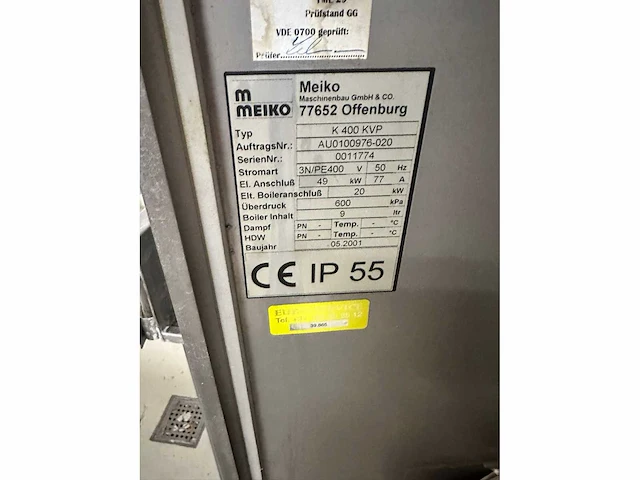 Prüfstand GG
VDE 0700 geprüft:
Prüfer
m
MEIKO
Meiko
Maschinenbau GmbH & CO.
77652 Offenburg
Typ K 400 KVP
AuftragsNr.: AU0100976-020
SerienNr.: 0011774
Stromart 3N/PE400 V 50 Hz
El. Anschluß 49 kW 77 A
Elt. Boileranschluß 20 kW
Überdruck 600 kPa
Boiler Inhalt 9 ltr
Dampf PN - Temp. - °C
HDW PN - Temp. - °C
Baujahr 05.2001
CE IP 55
Tel.